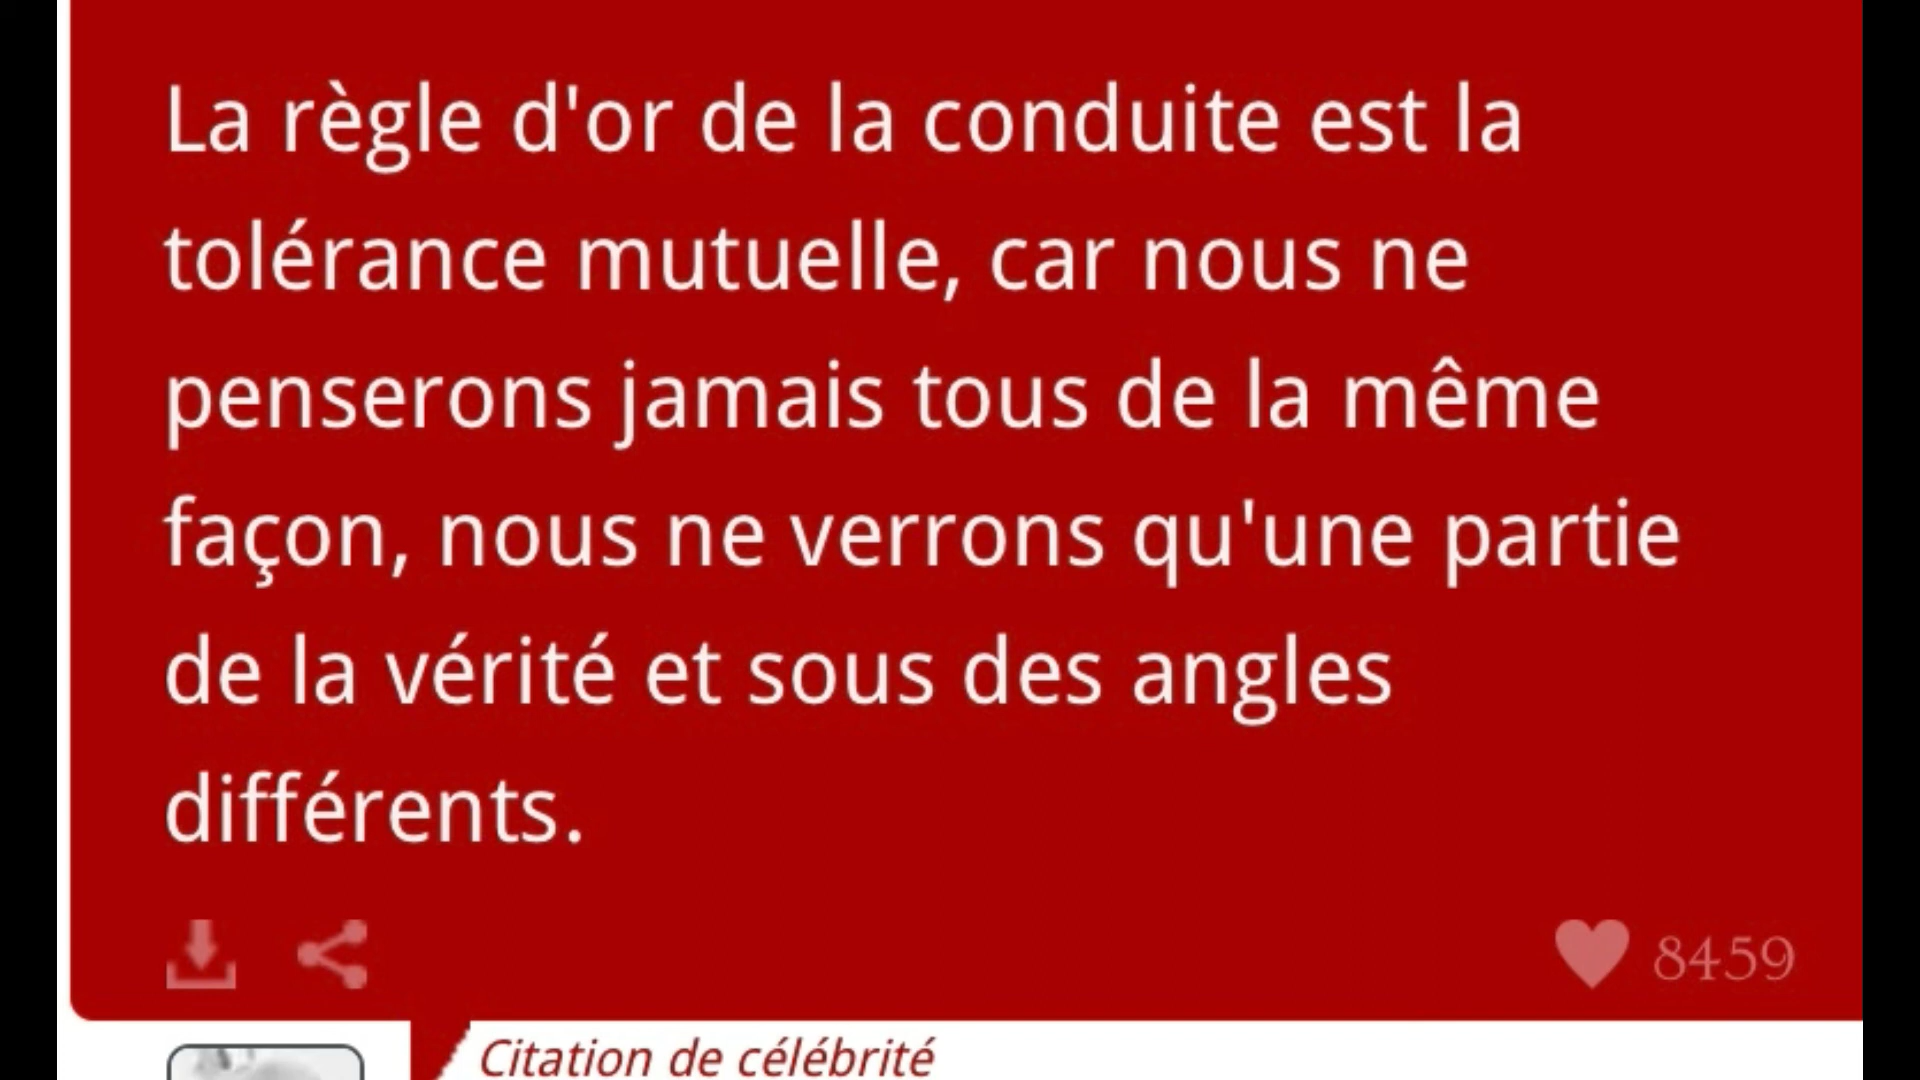 La règle d'or de la conduite est la
tolérance mutuelle, car nous ne
penserons jamais tous de la même
façon, nous ne verrons qu'une partie
de la vérité et sous des angles
différents.
8459
Citation de célébrité